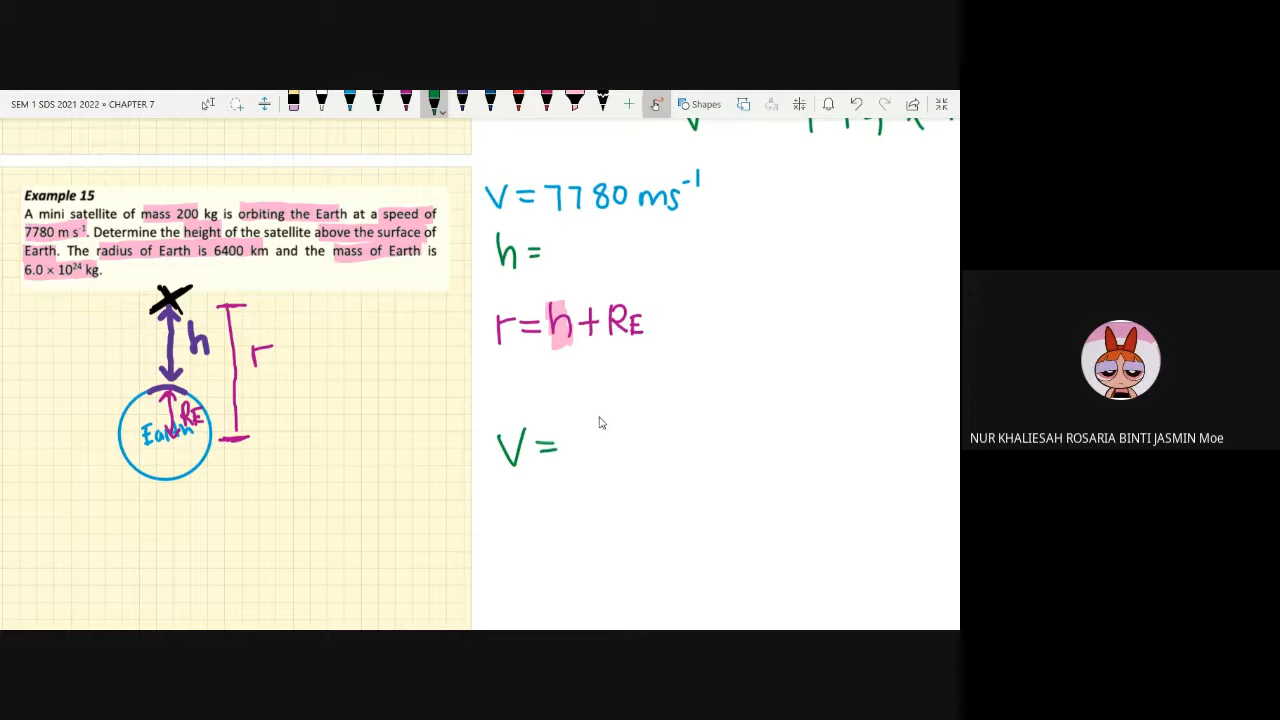 SEM 1 SDS 2021 2022 » CHAPTER 7
Shapes
Example 15
A mini satellite of mass 200 kg is orbiting the Earth at a speed of
7780 m s⁻¹. Determine the height of the satellite above the surface of
Earth. The radius of Earth is 6400 km and the mass of Earth is
6.0 × 10²⁴ kg.
h
r
RE
Earth
V = 7780 ms⁻¹
h =
r = h + RE
V =
NUR KHALIESAH ROSARIA BINTI JASMIN Moe